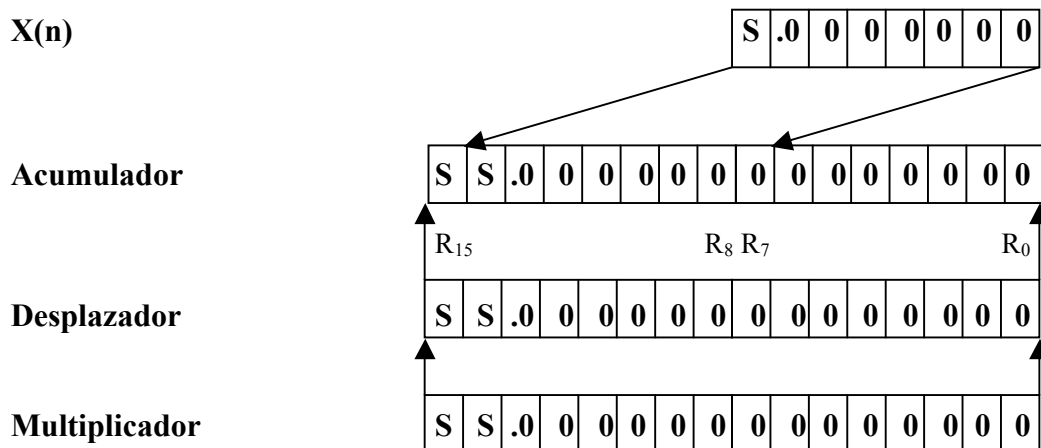 X(n) S .0 0 0 0 0 0 0
Acumulador S S .0 0 0 0 0 0 0 0 0 0 0 0 0 0
R15 R8 R7 R0
Desplazador S S .0 0 0 0 0 0 0 0 0 0 0 0 0 0
Multiplicador S S .0 0 0 0 0 0 0 0 0 0 0 0 0 0